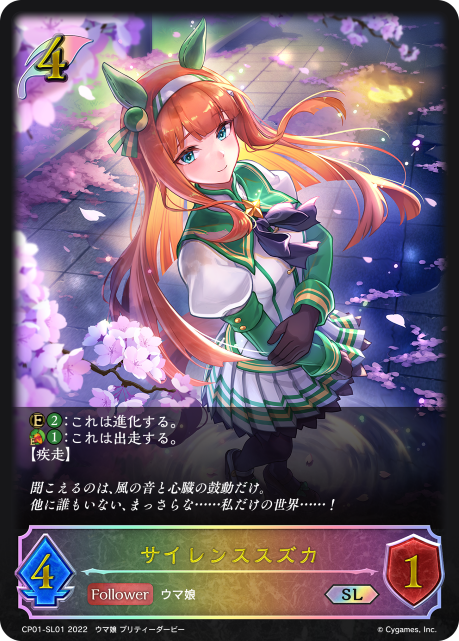 4
E 2：これは進化する。
1：これは出走する。
【疾走】
聞こえるのは、風の音と心臓の鼓動だけ。
他に誰もいない、まっさらな……私だけの世界……！
サイレンススズカ
4
Follower ウマ娘
SL
1
CP01-SL01 2022 ウマ娘 プリティーダービー
© Cygames, Inc.